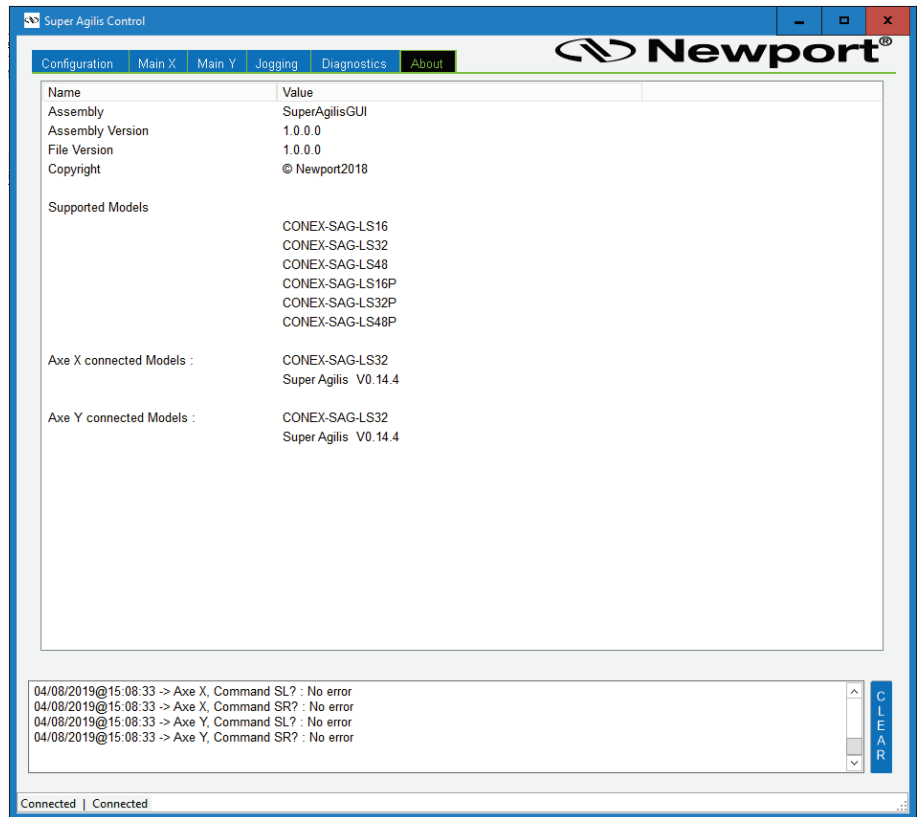 Super Agilis Control
Newport®
Configuration Main X Main Y Jogging Diagnostics About
Name Value
Assembly SuperAgilisGUI
Assembly Version 1.0.0.0
File Version 1.0.0.0
Copyright © Newport2018
Supported Models
CONEX-SAG-LS16
CONEX-SAG-LS32
CONEX-SAG-LS48
CONEX-SAG-LS16P
CONEX-SAG-LS32P
CONEX-SAG-LS48P
Axe X connected Models : CONEX-SAG-LS32
Super Agilis V0.14.4
Axe Y connected Models : CONEX-SAG-LS32
Super Agilis V0.14.4
04/08/2019@15:08:33 -> Axe X, Command SL? : No error
04/08/2019@15:08:33 -> Axe X, Command SR? : No error
04/08/2019@15:08:33 -> Axe Y, Command SL? : No error
04/08/2019@15:08:33 -> Axe Y, Command SR? : No error
CLEAR
Connected | Connected